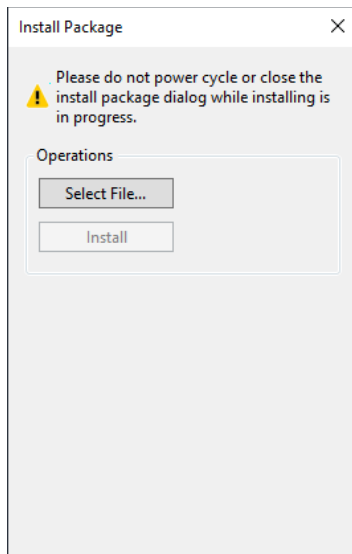 Install Package
Please do not power cycle or close the
install package dialog while installing is
in progress.
Operations
Select File...
Install